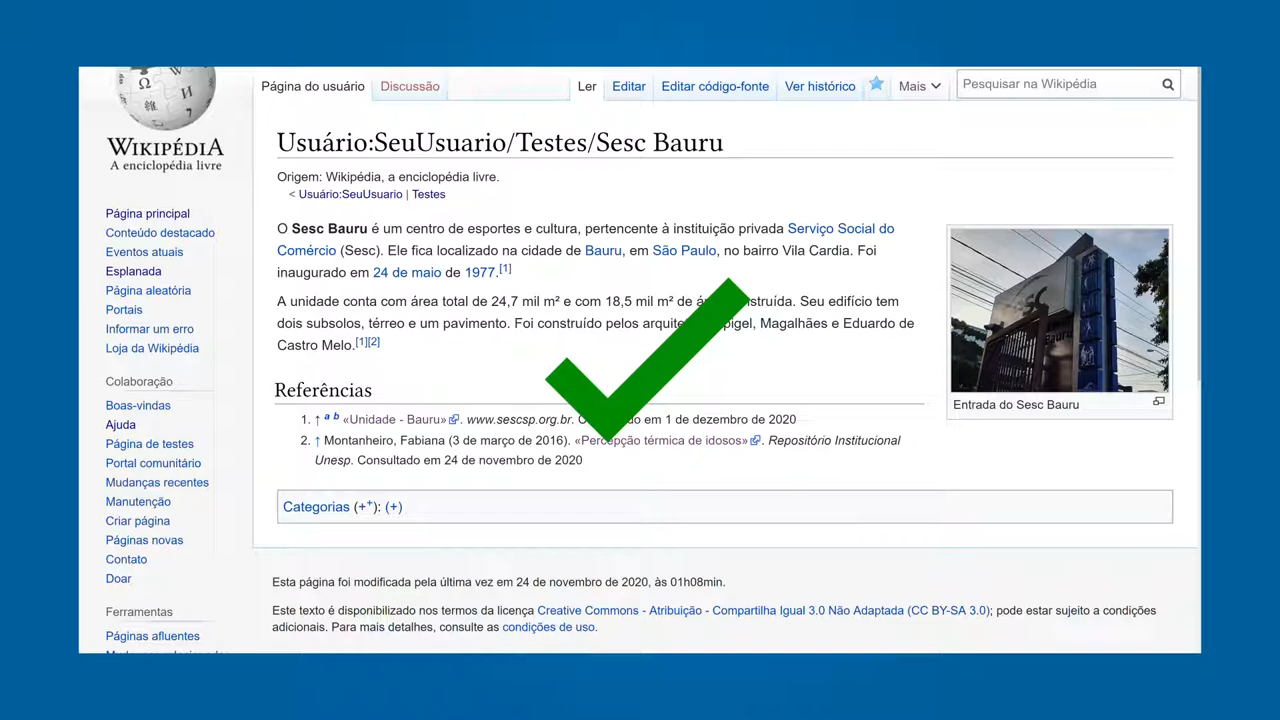 Página do usuário Discussão Ler Editar Editar código-fonte Ver histórico Mais Pesquisar na Wikipédia
WIKIPÉDIA
A enciclopédia livre
Página principal
Conteúdo destacado
Eventos atuais
Esplanada
Página aleatória
Portais
Informar um erro
Loja da Wikipédia
Colaboração
Boas-vindas
Ajuda
Página de testes
Portal comunitário
Mudanças recentes
Manutenção
Criar página
Páginas novas
Contato
Doar
Ferramentas
Páginas afluentes
Usuário:SeuUsuario/Testes/Sesc Bauru
Origem: Wikipédia, a enciclopédia livre.
< Usuário:SeuUsuario | Testes
O Sesc Bauru é um centro de esportes e cultura, pertencente à instituição privada Serviço Social do
Comércio (Sesc). Ele fica localizado na cidade de Bauru, em São Paulo, no bairro Vila Cardia. Foi
inaugurado em 24 de maio de 1977.[1]
A unidade conta com área total de 24,7 mil m² e com 18,5 mil m² de Seu edifício tem
dois subsolos, térreo e um pavimento. Foi construído pelos Magalhães e Eduardo de
Castro Melo.[1][2]
Entrada do Sesc Bauru
Referências
1. ↑ a b «Unidade - Bauru» . www.sescsp.org.br. em 1 de dezembro de 2020
2. ↑ Montanheiro, Fabiana (3 de março de 2016). «Percepção térmica de idosos» . Repositório Institucional
Unesp. Consultado em 24 de novembro de 2020
Categorias (++): (+)
Esta página foi modificada pela última vez em 24 de novembro de 2020, às 01h08min.
Este texto é disponibilizado nos termos da licença Creative Commons - Atribuição - Compartilha Igual 3.0 Não Adaptada (CC BY-SA 3.0); pode estar sujeito a condições
adicionais. Para mais detalhes, consulte as condições de uso.